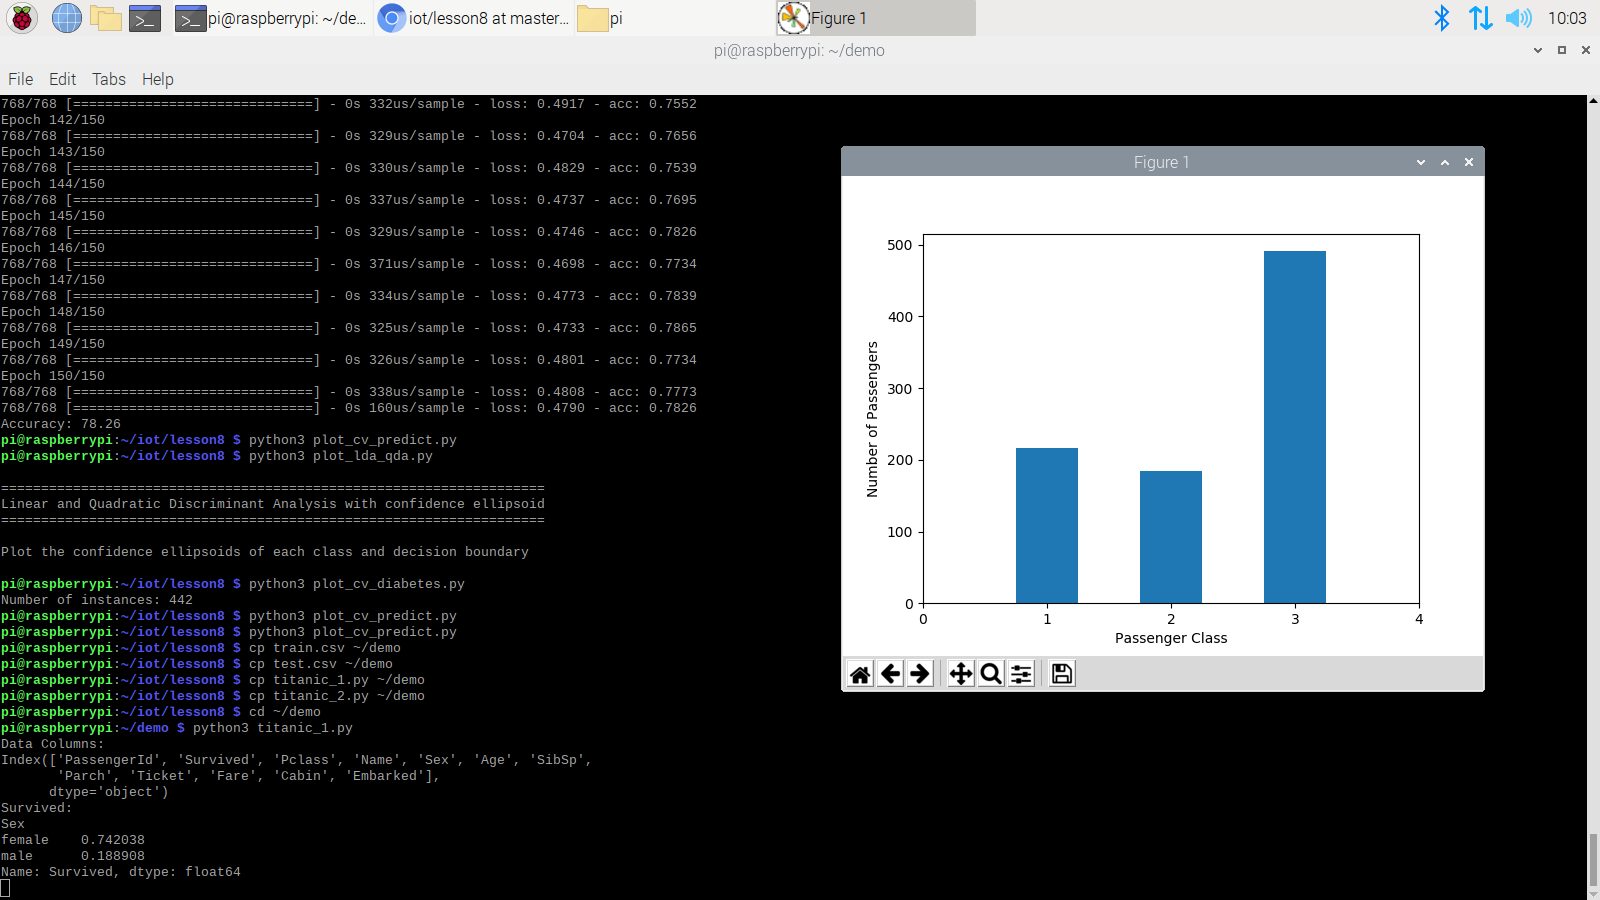 pi@raspberrypi: ~/de...
iot/lesson8 at master...
pi
Figure 1
10:03
pi@raspberrypi: ~/demo
File Edit Tabs Help
768/768 [==============================] - 0s 332us/sample - loss: 0.4917 - acc: 0.7552
Epoch 142/150
768/768 [==============================] - 0s 329us/sample - loss: 0.4704 - acc: 0.7656
Epoch 143/150
768/768 [==============================] - 0s 330us/sample - loss: 0.4829 - acc: 0.7539
Epoch 144/150
768/768 [==============================] - 0s 337us/sample - loss: 0.4737 - acc: 0.7695
Epoch 145/150
768/768 [==============================] - 0s 329us/sample - loss: 0.4746 - acc: 0.7826
Epoch 146/150
768/768 [==============================] - 0s 371us/sample - loss: 0.4698 - acc: 0.7734
Epoch 147/150
768/768 [==============================] - 0s 334us/sample - loss: 0.4773 - acc: 0.7839
Epoch 148/150
768/768 [==============================] - 0s 325us/sample - loss: 0.4733 - acc: 0.7865
Epoch 149/150
768/768 [==============================] - 0s 326us/sample - loss: 0.4801 - acc: 0.7734
Epoch 150/150
768/768 [==============================] - 0s 338us/sample - loss: 0.4808 - acc: 0.7773
768/768 [==============================] - 0s 160us/sample - loss: 0.4790 - acc: 0.7826
Accuracy: 78.26
pi@raspberrypi:~/iot/lesson8 $ python3 plot_cv_predict.py
pi@raspberrypi:~/iot/lesson8 $ python3 plot_lda_qda.py
====================================================================
Linear and Quadratic Discriminant Analysis with confidence ellipsoid
====================================================================
Plot the confidence ellipsoids of each class and decision boundary
pi@raspberrypi:~/iot/lesson8 $ python3 plot_cv_diabetes.py
Number of instances: 442
pi@raspberrypi:~/iot/lesson8 $ python3 plot_cv_predict.py
pi@raspberrypi:~/iot/lesson8 $ python3 plot_cv_predict.py
pi@raspberrypi:~/iot/lesson8 $ cp train.csv ~/demo
pi@raspberrypi:~/iot/lesson8 $ cp test.csv ~/demo
pi@raspberrypi:~/iot/lesson8 $ cp titanic_1.py ~/demo
pi@raspberrypi:~/iot/lesson8 $ cp titanic_2.py ~/demo
pi@raspberrypi:~/iot/lesson8 $ cd ~/demo
pi@raspberrypi:~/demo $ python3 titanic_1.py
Data Columns:
Index(['PassengerId', 'Survived', 'Pclass', 'Name', 'Sex', 'Age', 'SibSp',
'Parch', 'Ticket', 'Fare', 'Cabin', 'Embarked'],
dtype='object')
Survived:
Sex
female 0.742038
male 0.188908
Name: Survived, dtype: float64
Figure 1
500
400
300
200
100
0
Number of Passengers
0 1 2 3 4
Passenger Class